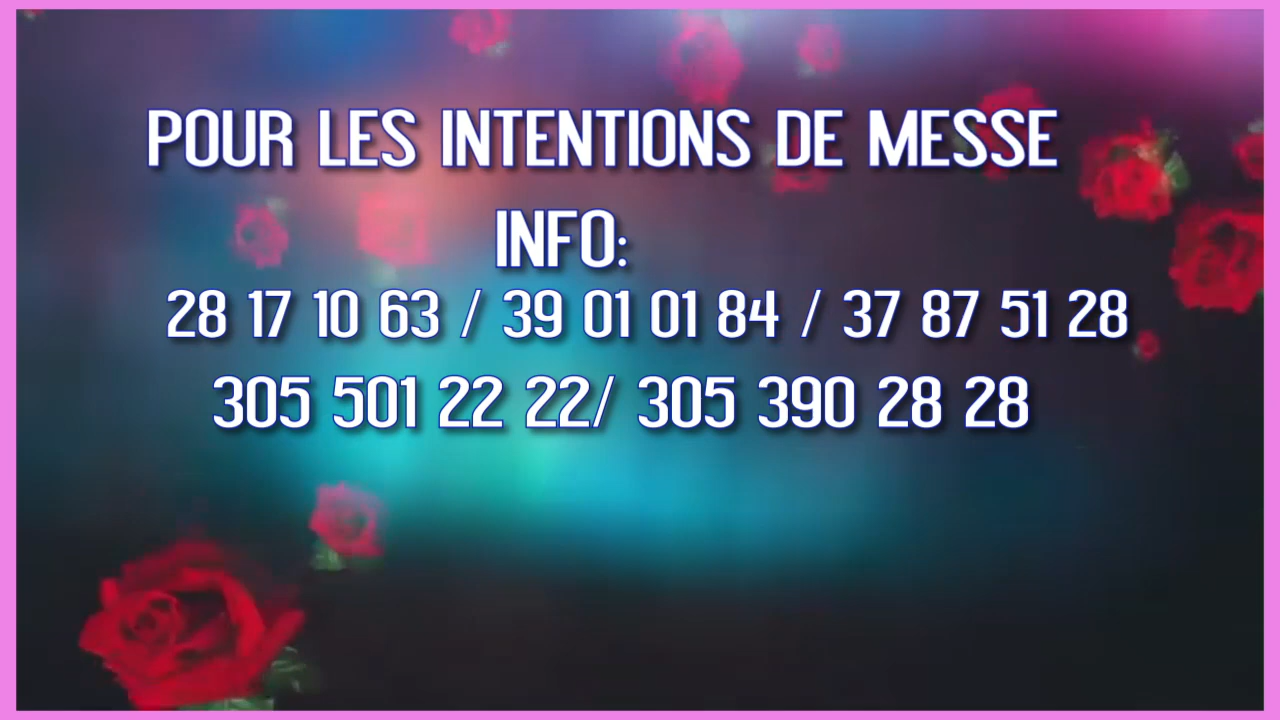 POUR LES INTENTIONS DE MESSE
INFO:
28 17 10 63 / 39 01 01 84 / 37 87 51 28
305 501 22 22/ 305 390 28 28